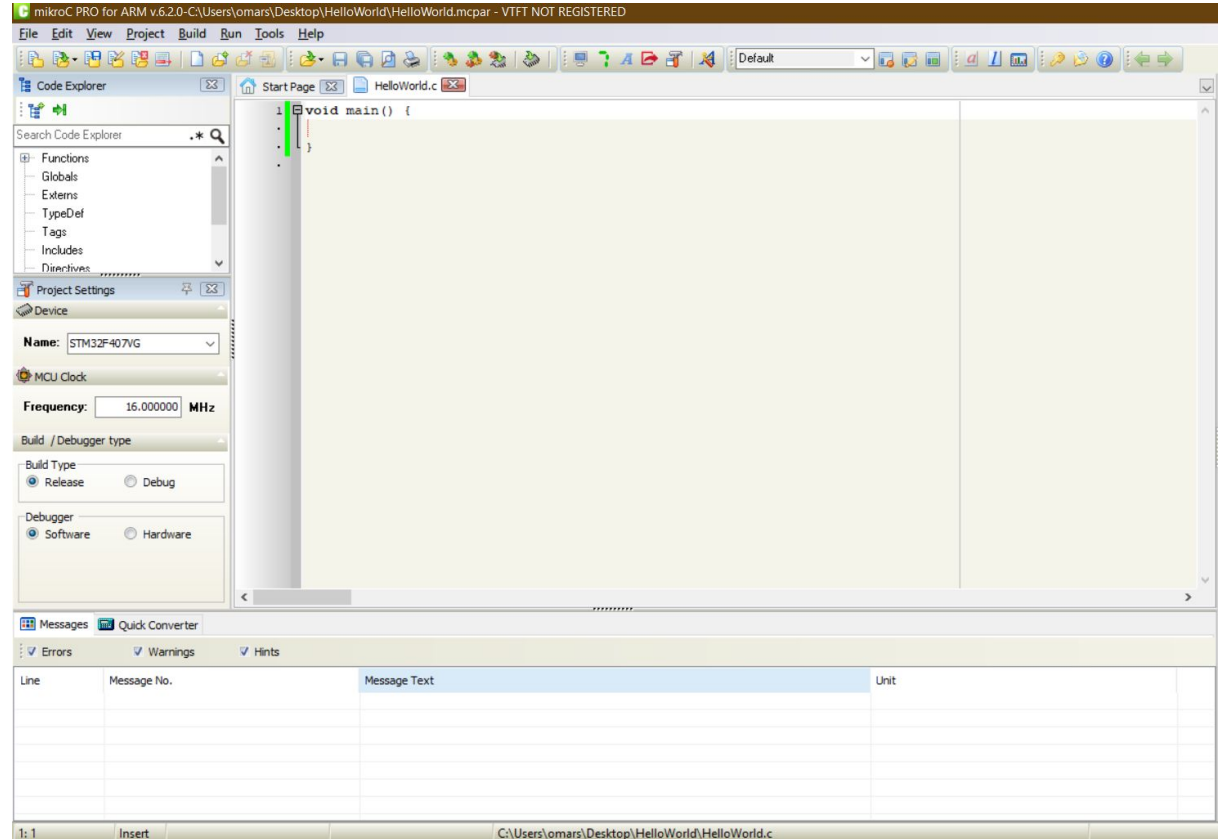 mikroC PRO for ARM v.6.2.0-C:\Users\omars\Desktop\HelloWorld\HelloWorld.mcpar - VTFT NOT REGISTERED
File Edit View Project Build Run Tools Help
Default
Code Explorer
Start Page HelloWorld.c
Search Code Explorer .*
Functions
Globals
Externs
TypeDef
Tags
Includes
Directives
1 void main() {
}
Project Settings
Device
Name: STM32F407VG
MCU Clock
Frequency: 16.000000 MHz
Build / Debugger type
Build Type
Release Debug
Debugger
Software Hardware
Messages Quick Converter
Errors Warnings Hints
Line Message No. Message Text Unit
1: 1 Insert C:\Users\omars\Desktop\HelloWorld\HelloWorld.c